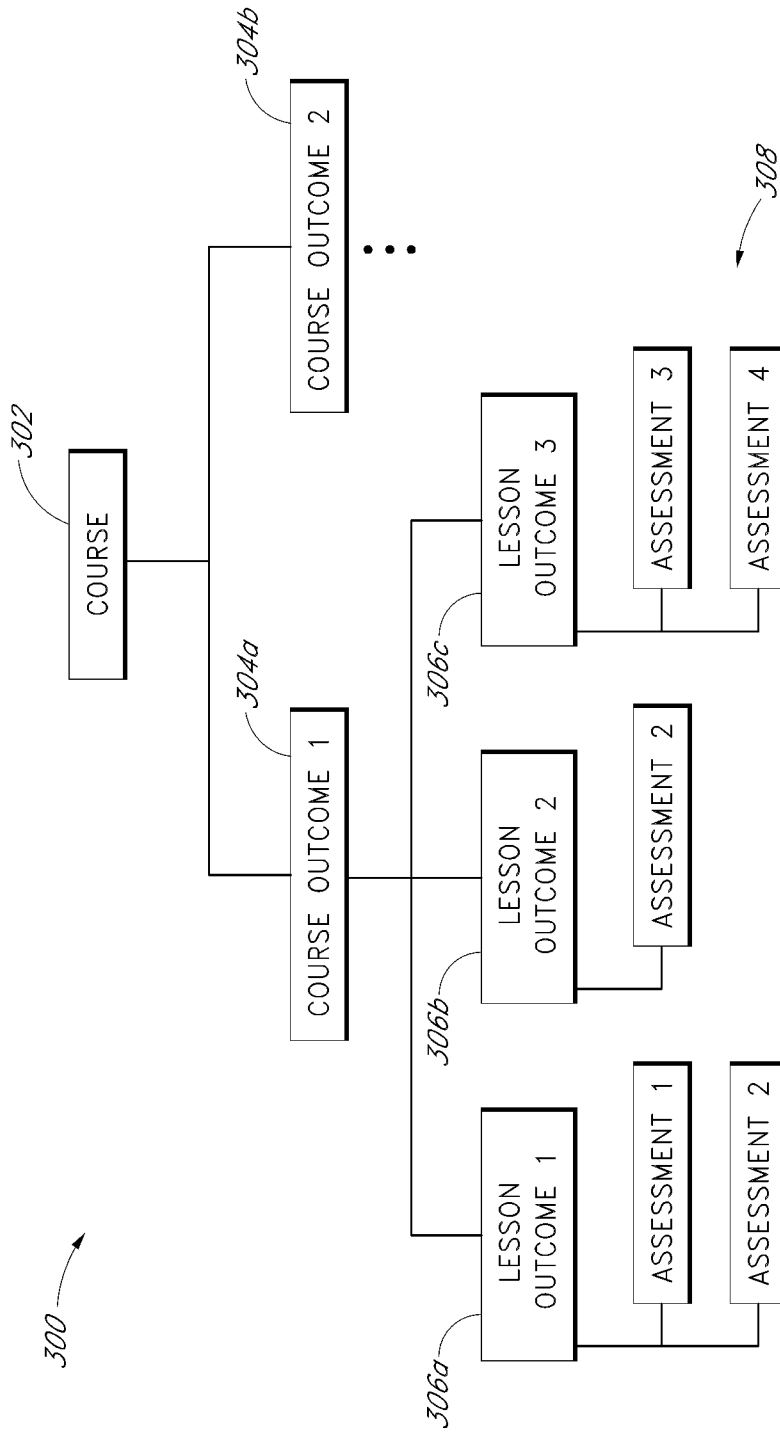 300
302
COURSE
304a
304b
COURSE OUTCOME 1
COURSE OUTCOME 2
306a
306b
306c
LESSON
OUTCOME 1
LESSON
OUTCOME 2
LESSON
OUTCOME 3
ASSESSMENT 1
ASSESSMENT 2
ASSESSMENT 3
ASSESSMENT 2
ASSESSMENT 4
308